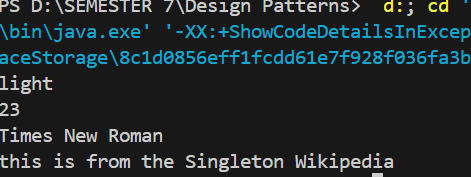 PS D:\SEMESTER 7\Design Patterns>  d:; cd '
\bin\java.exe' '-XX:+ShowCodeDetailsInExcep
aceStorage\8c1d0856eff1fcdd61e7f928f036fa3b
light
23
Times New Roman
this is from the Singleton Wikipedia